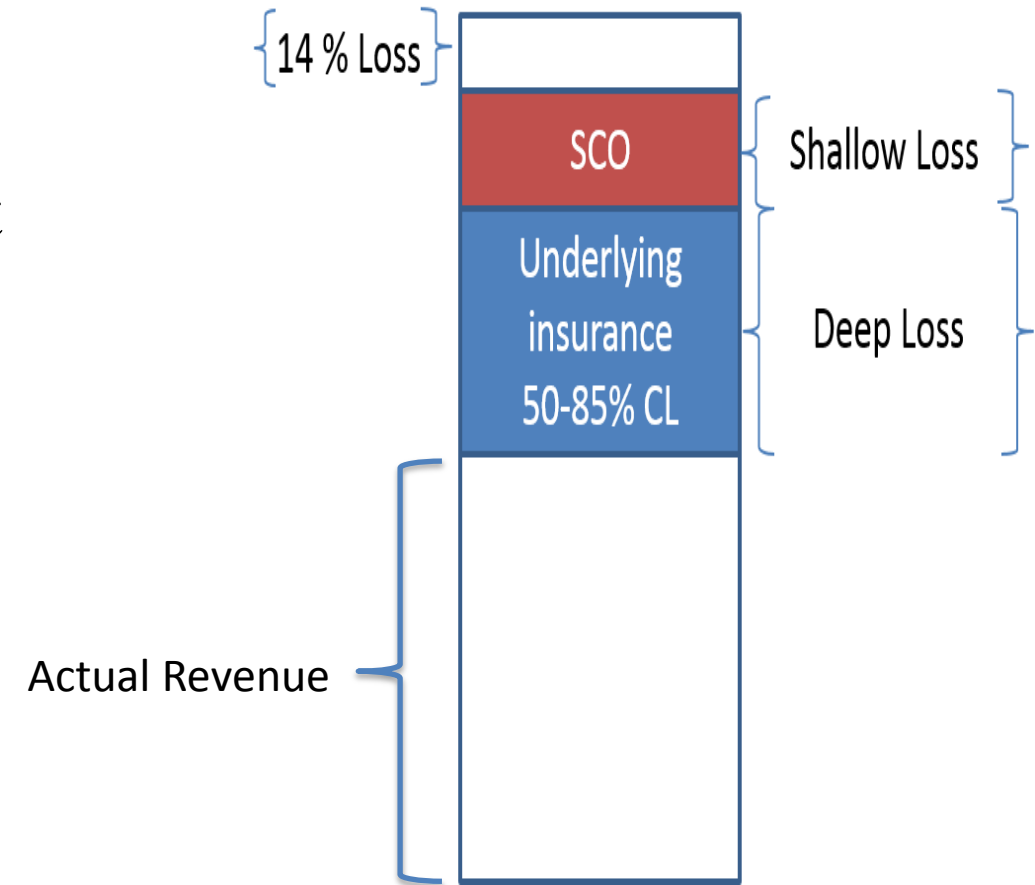 14 % Loss
SCO
Shallow Loss
Underlying
insurance
50-85% CL
Deep Loss
Actual Revenue